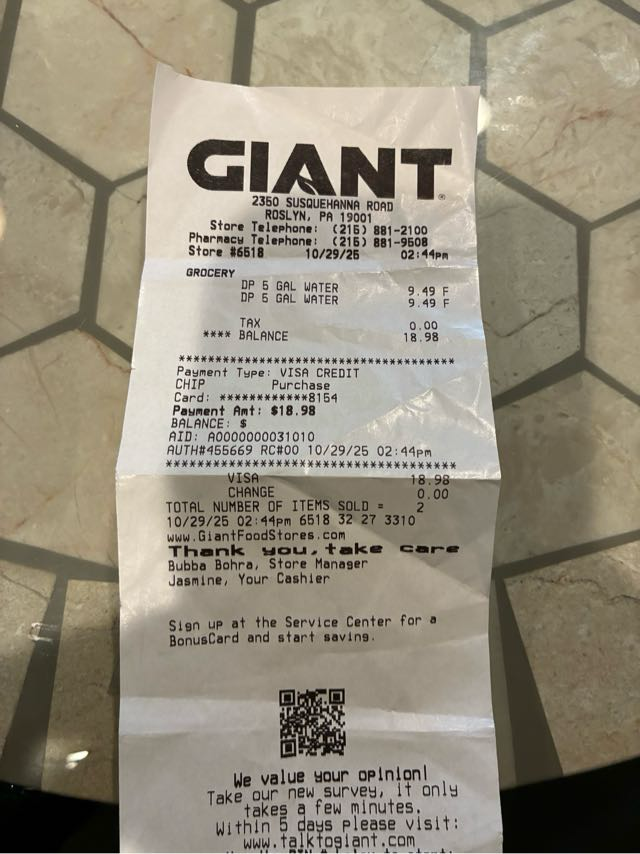 GIANT®
2350 SUSQUEHANNA ROAD
ROSLYN, PA 19001
Store Telephone: (215) 881-2100
Pharmacy Telephone: (215) 881-9508
Store #6518 10/29/25 02:44pm
GROCERY
DP 5 GAL WATER 9.49 F
DP 5 GAL WATER 9.49 F
TAX 0.00
**** BALANCE 18.98
****************************************
Payment Type: VISA CREDIT
CHIP Purchase
Card: ************8154
Payment Amt: $18.98
BALANCE: $
AID: A0000000031010
AUTH#455669 RC#00 10/29/25 02:44pm
****************************************
VISA 18.98
CHANGE 0.00
TOTAL NUMBER OF ITEMS SOLD = 2
10/29/25 02:44pm 6518 32 27 3310
www.GiantFoodStores.com
Thank you, take care
Bubba Bohra, Store Manager
Jasmine, Your Cashier
Sign up at the Service Center for a
BonusCard and start saving.
We value your opinion!
Take our new survey, it only
takes a few minutes.
Within 5 days please visit:
www.talktogiant.com